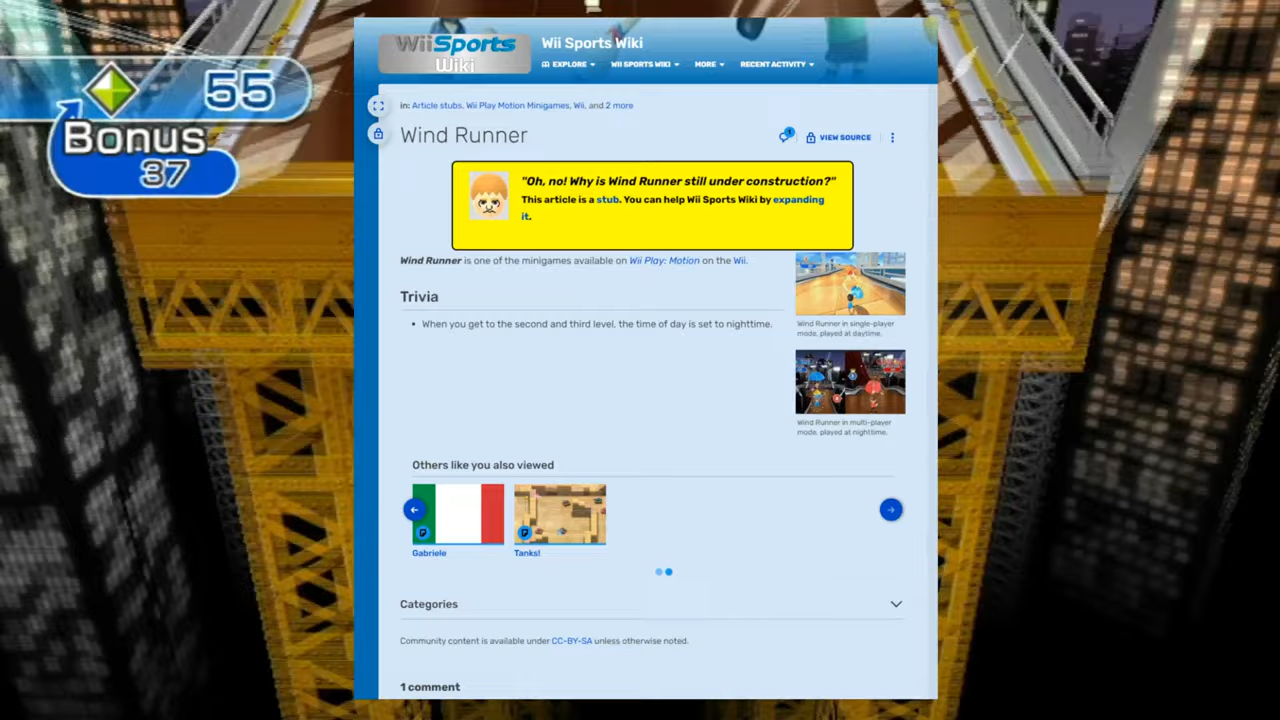 55
Bonus
37
WiiSports
Wiki
Wii Sports Wiki
EXPLORE WII SPORTS WIKI MORE RECENT ACTIVITY
in: Article stubs, Wii Play Motion Minigames, Wii, and 2 more
Wind Runner
1
VIEW SOURCE
"Oh, no! Why is Wind Runner still under construction?"
This article is a stub. You can help Wii Sports Wiki by expanding
it.
Wind Runner is one of the minigames available on Wii Play: Motion on the Wii.
Trivia
• When you get to the second and third level, the time of day is set to nighttime.
Wind Runner in single-player
mode, played at daytime.
Wind Runner in multi-player
mode, played at nighttime.
Others like you also viewed
Gabriele
Tanks!
Categories
Community content is available under CC-BY-SA unless otherwise noted.
1 comment